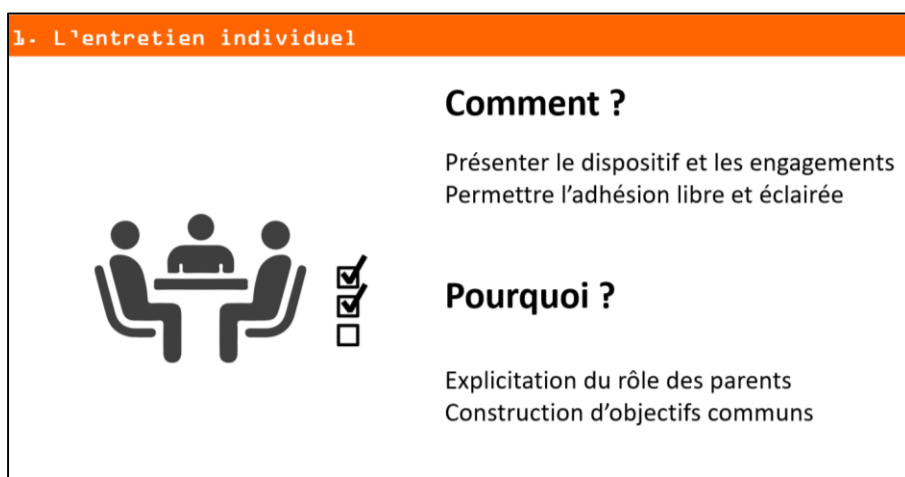 1. L'entretien individuel
Comment ?
Présenter le dispositif et les engagements
Permettre l’adhésion libre et éclairée
Pourquoi ?
Explicitation du rôle des parents
Construction d’objectifs communs